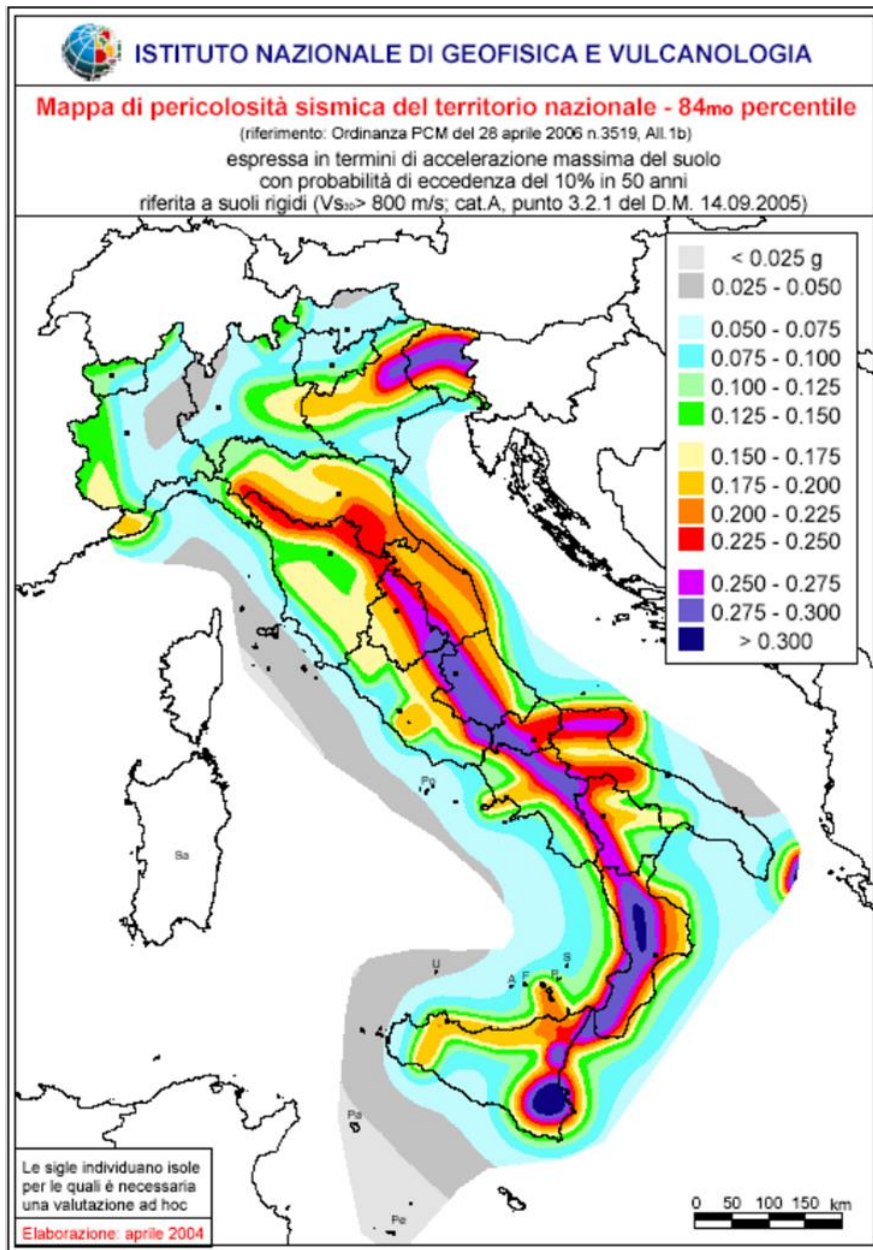 ISTITUTO NAZIONALE DI GEOFISICA E VULCANOLOGIA
Mappa di pericolosità sismica del territorio nazionale - 84mo percentile
(riferimento: Ordinanza PCM del 28 aprile 2006 n.3519, All.1b)
espressa in termini di accelerazione massima del suolo
con probabilità di eccedenza del 10% in 50 anni
riferita a suoli rigidi (Vs₃₀> 800 m/s; cat.A, punto 3.2.1 del D.M. 14.09.2005)
< 0.025 g
0.025 - 0.050
0.050 - 0.075
0.075 - 0.100
0.100 - 0.125
0.125 - 0.150
0.150 - 0.175
0.175 - 0.200
0.200 - 0.225
0.225 - 0.250
0.250 - 0.275
0.275 - 0.300
> 0.300
Po
Sa
S
U
A F P
Pa
Pe
Le sigle individuano isole
per le quali è necessaria
una valutazione ad hoc
Elaborazione: aprile 2004
0 50 100 150 km